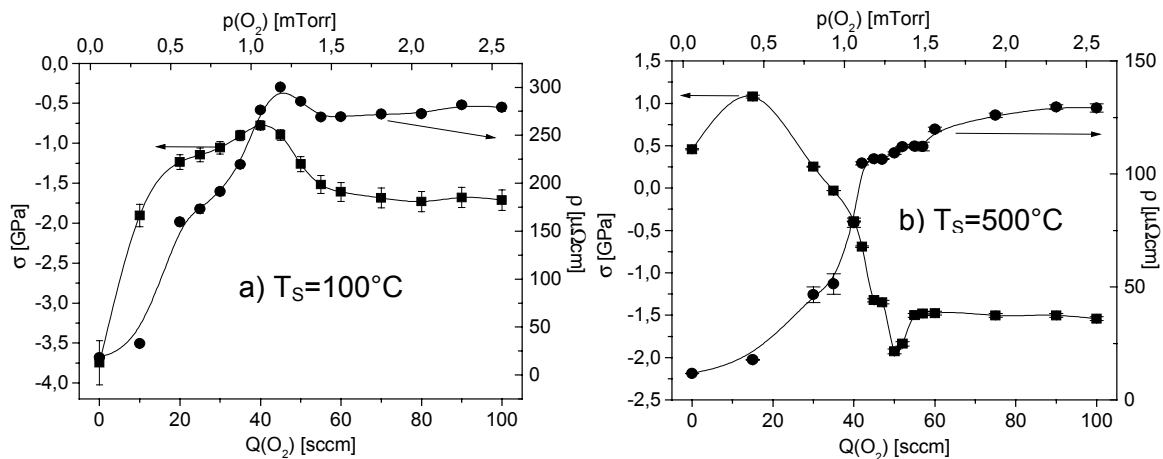 p(O2) [mTorr]
0,0 0,5 1,0 1,5 2,0 2,5
0,0
-0,5
-1,0
-1,5
-2,0
-2,5
-3,0
-3,5
-4,0
σ [GPa]
a) TS=100°C
300
250
200
150
100
50
0
ρ [μΩcm]
0 20 40 60 80 100
Q(O2) [sccm]
p(O2) [mTorr]
0,0 0,5 1,0 1,5 2,0 2,5
1,5
1,0
0,5
0,0
-0,5
-1,0
-1,5
-2,0
-2,5
σ [GPa]
b) TS=500°C
150
100
50
0
ρ [μΩcm]
0 20 40 60 80 100
Q(O2) [sccm]